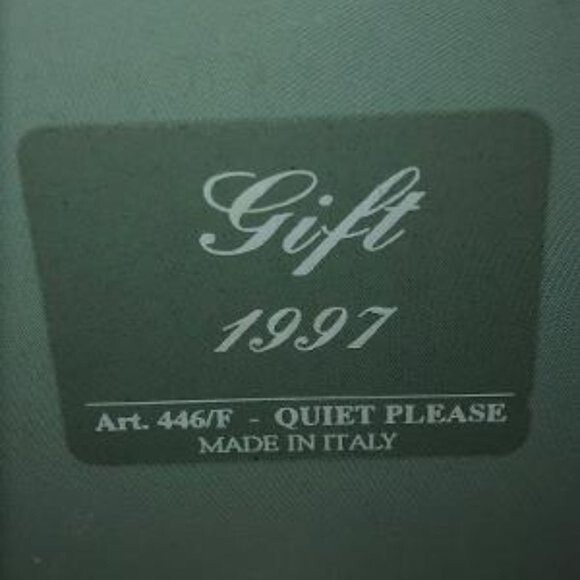 Gift
1997
Art. 446/F - QUIET PLEASE
MADE IN ITALY